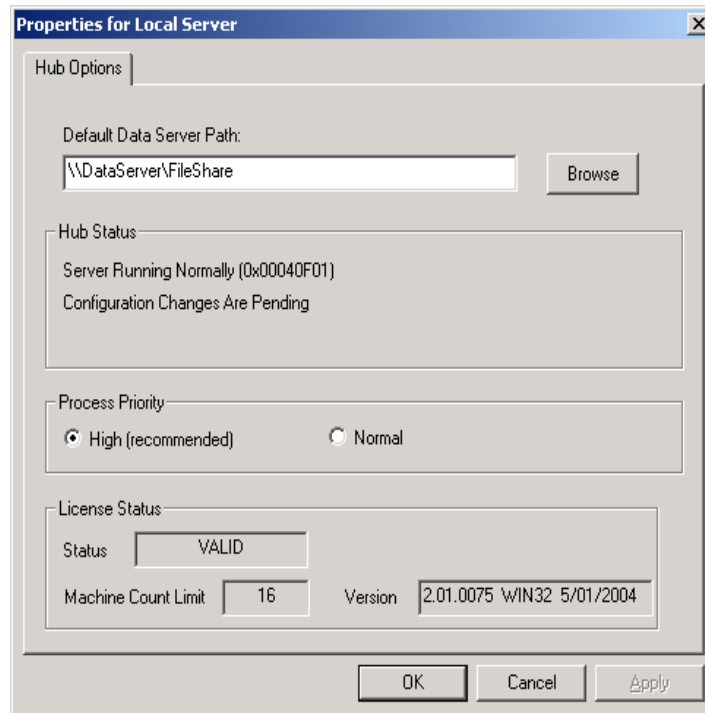 Properties for Local Server
Hub Options
Default Data Server Path:
\\DataServer\FileShare
Browse
Hub Status
Server Running Normally (0x00040F01)
Configuration Changes Are Pending
Process Priority
High (recommended) Normal
License Status
Status VALID
Machine Count Limit 16 Version 2.01.0075 WIN32 5/01/2004
OK Cancel Apply